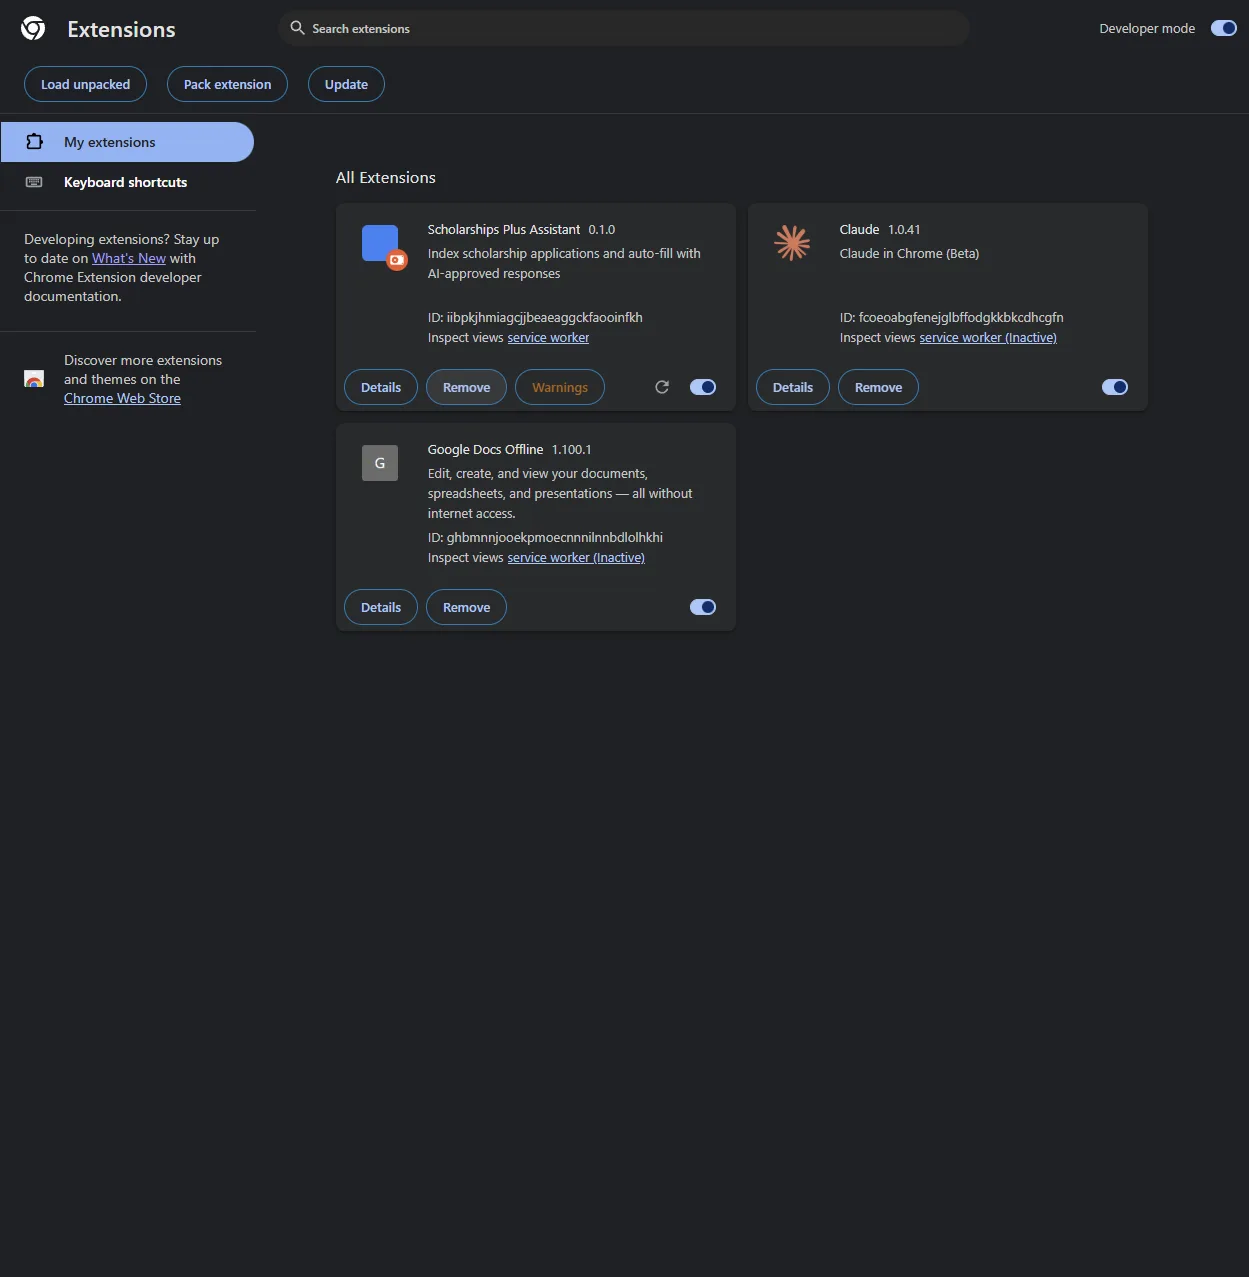 Extensions
Search extensions
Developer mode
Load unpacked
Pack extension
Update
My extensions
Keyboard shortcuts
Developing extensions? Stay up
to date on What's New with
Chrome Extension developer
documentation.
Discover more extensions
and themes on the
Chrome Web Store
All Extensions
Scholarships Plus Assistant 0.1.0
Index scholarship applications and auto-fill with
AI-approved responses
ID: iibpkjhmiagcjjbeaeaggckfaooinfkh
Inspect views service worker
Details
Remove
Warnings
Claude 1.0.41
Claude in Chrome (Beta)
ID: fcoeoabgfenejglbffodgkkbkcdhcgfn
Inspect views service worker (Inactive)
Details
Remove
G
Google Docs Offline 1.100.1
Edit, create, and view your documents,
spreadsheets, and presentations — all without
internet access.
ID: ghbmnnjooekpmoecnnnilnnbdlolhkhi
Inspect views service worker (Inactive)
Details
Remove